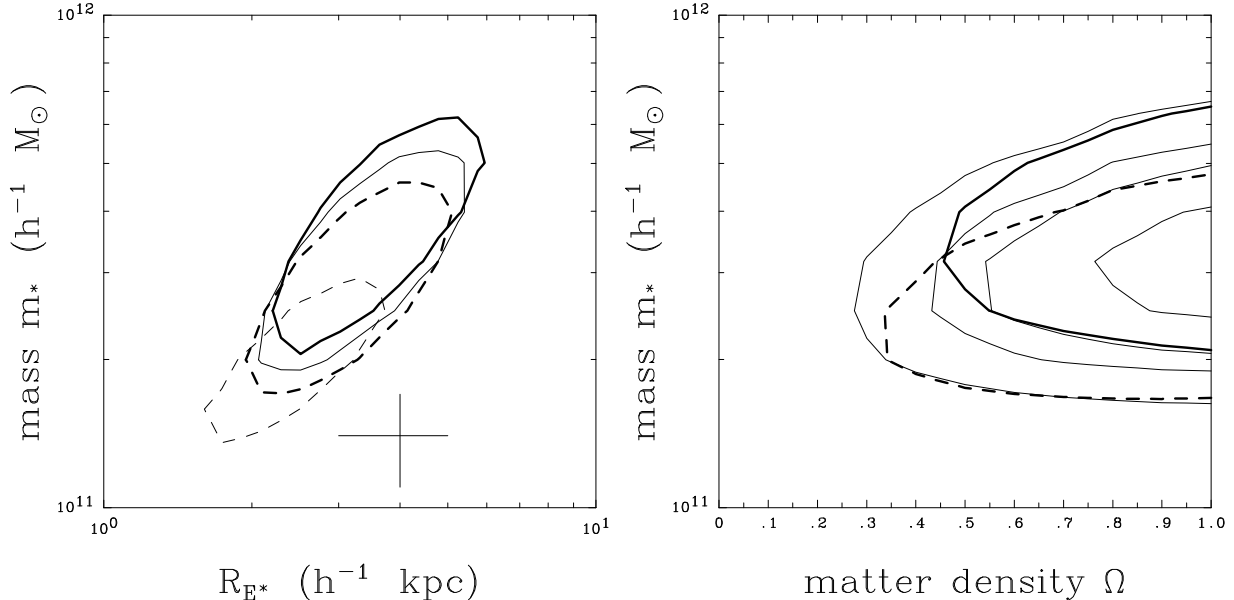 10¹²
10¹²
mass m* (h⁻¹ M☉)
mass m* (h⁻¹ M☉)
10¹¹
10¹¹
10⁰ 10¹
0 .1 .2 .3 .4 .5 .6 .7 .8 .9 1.0
R_E* (h⁻¹ kpc)
matter density Ω